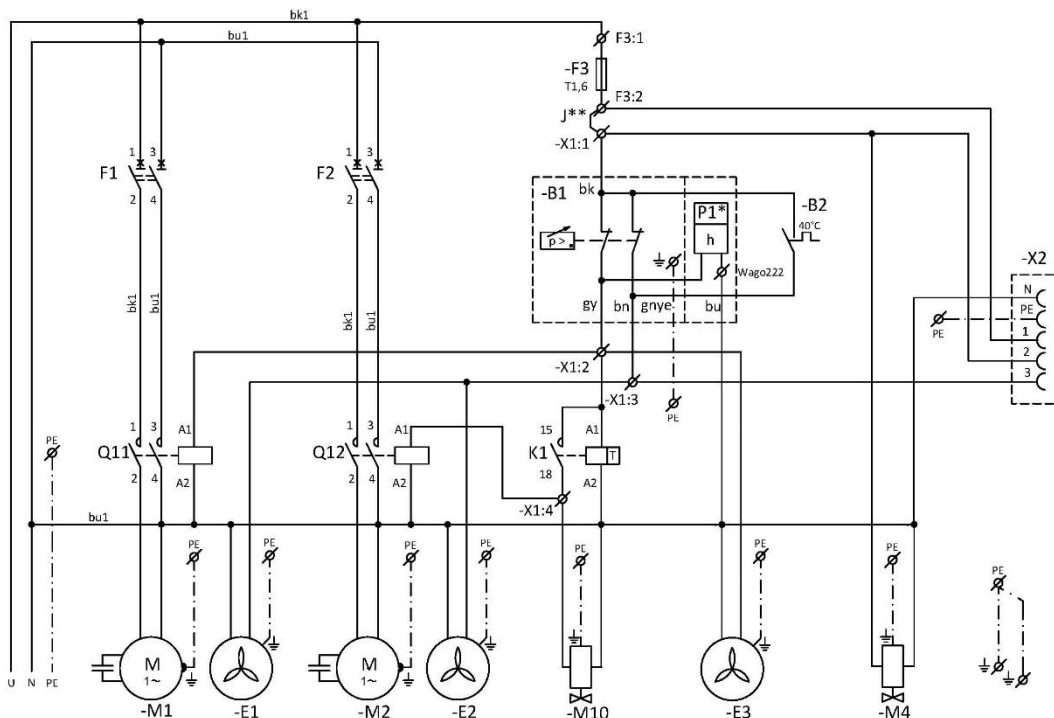 bk1
bu1
F3:1
-F3
T1,6
F3:2
J**
-X1:1
1 3
F1
2 4
1 3
F2
2 4
-B1
bk
P1*
h
-B2
40°C
p >
Wago222
-X2
N
PE
1
2
3
PE
bk1
bu1
bk1
bu1
gy
bn
gnye
bu
-X1:2
-X1:3
PE
PE
1 3
A1
Q11
2 4
A2
1 3
A1
Q12
2 4
A2
15
A1
K1
T
18
A2
-X1:4
bu1
PE
PE
PE
PE
PE
PE
PE
PE
M
1~
M
1~
U N PE
-M1
-E1
-M2
-E2
-M10
-E3
-M4